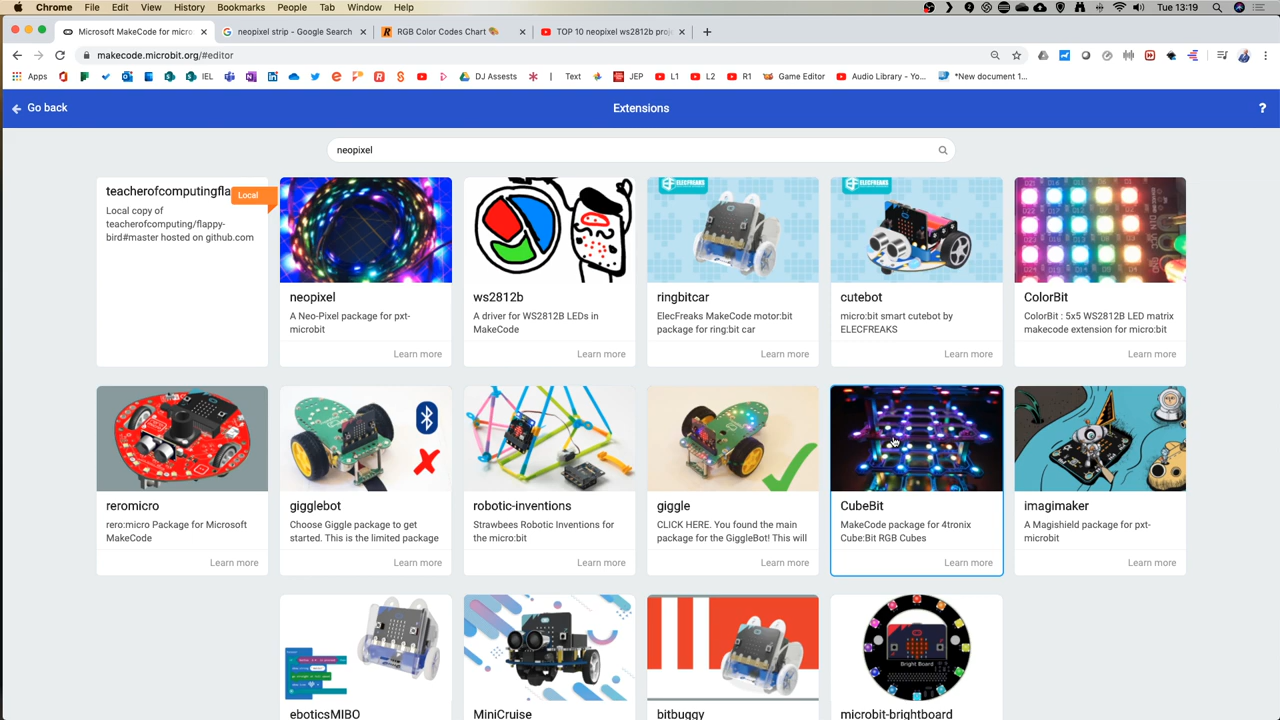 Chrome File Edit View History Bookmarks People Tab Window Help Tue 13:19
Microsoft MakeCode for micro neopixel strip - Google Search RGB Color Codes Chart TOP 10 neopixel ws2812b proj
makecode.microbit.org/#editor
Apps IEL DJ Assests Text JEP L1 L2 R1 Game Editor Audio Library - Yo... *New document 1...
Go back Extensions ?
neopixel
teacherofcomputingfla
Local
Local copy of
teacherofcomputing/flappy-
bird#master hosted on github.com
neopixel
A Neo-Pixel package for pxt-
microbit
Learn more
ws2812b
A driver for WS2812B LEDs in
MakeCode
Learn more
ELECFREAKS
ringbitcar
ElecFreaks MakeCode motor:bit
package for ring:bit car
Learn more
ELECFREAKS
cutebot
micro:bit smart cutebot by
ELECFREAKS
Learn more
ColorBit
ColorBit : 5x5 WS2812B LED matrix
makecode extension for micro:bit
Learn more
reromicro
rero:micro Package for Microsoft
MakeCode
Learn more
gigglebot
Choose Giggle package to get
started. This is the limited package
Learn more
robotic-inventions
Strawbees Robotic Inventions for
the micro:bit
Learn more
giggle
CLICK HERE. You found the main
package for the GiggleBot! This will
Learn more
CubeBit
MakeCode package for 4tronix
Cube:Bit RGB Cubes
Learn more
imagimaker
A Magishield package for pxt-
microbit
Learn more
eboticsMIBO
MiniCruise
bitbuggy
Bright Board
microbit-brightboard